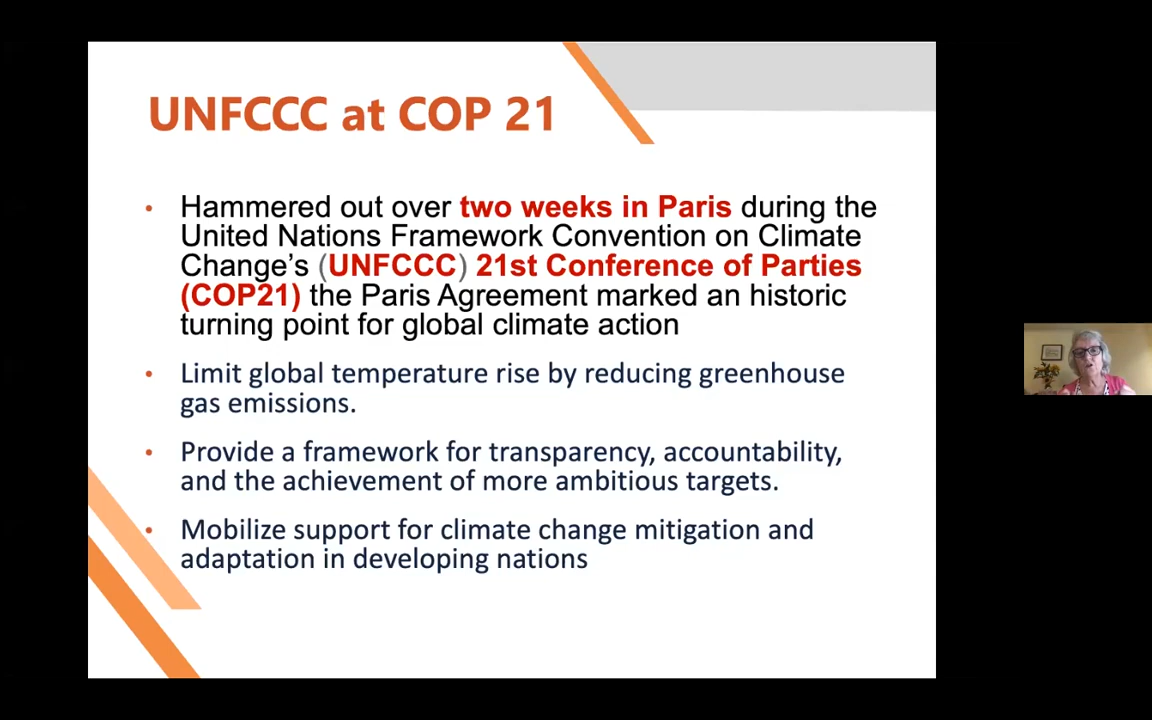 UNFCCC at COP 21
• Hammered out over two weeks in Paris during the
United Nations Framework Convention on Climate
Change’s (UNFCCC) 21st Conference of Parties
(COP21) the Paris Agreement marked an historic
turning point for global climate action
• Limit global temperature rise by reducing greenhouse
gas emissions.
• Provide a framework for transparency, accountability,
and the achievement of more ambitious targets.
• Mobilize support for climate change mitigation and
adaptation in developing nations